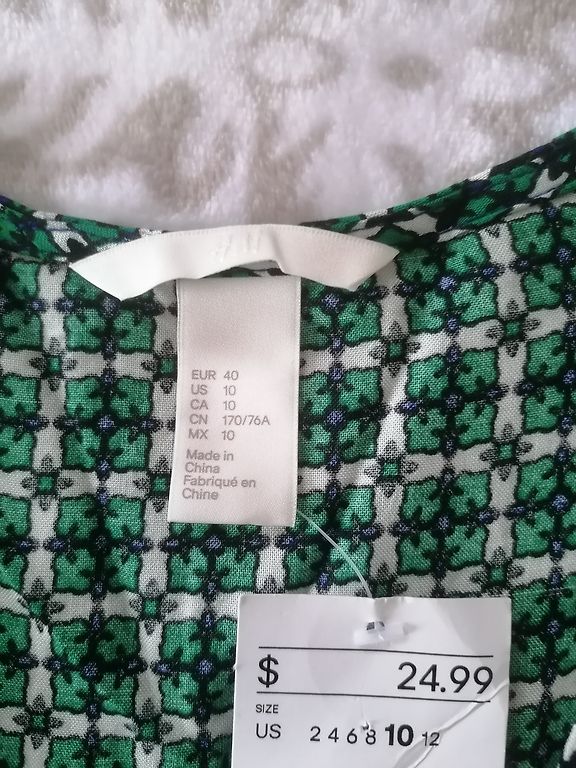 EUR 40
US 10
CA 10
CN 170/76A
MX 10
Made in
China
Fabriqué en
Chine
$ 24.99
SIZE
US 2 4 6 8 10 12